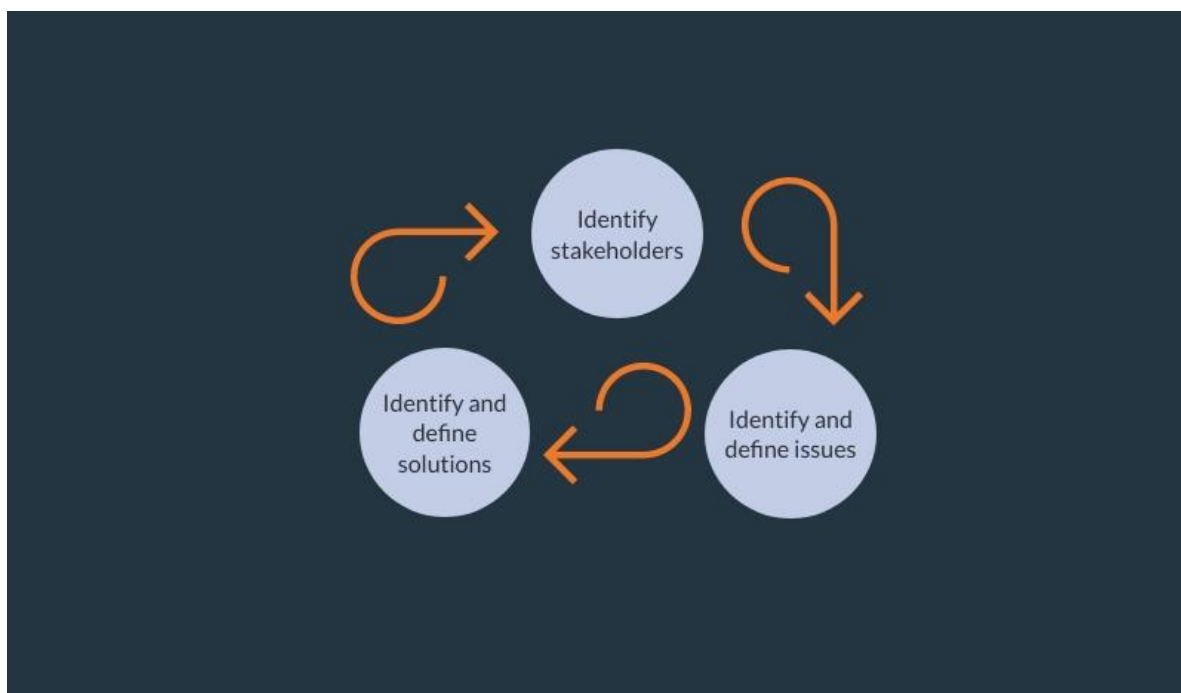 Identify
stakeholders
Identify and
define issues
Identify and
define
solutions